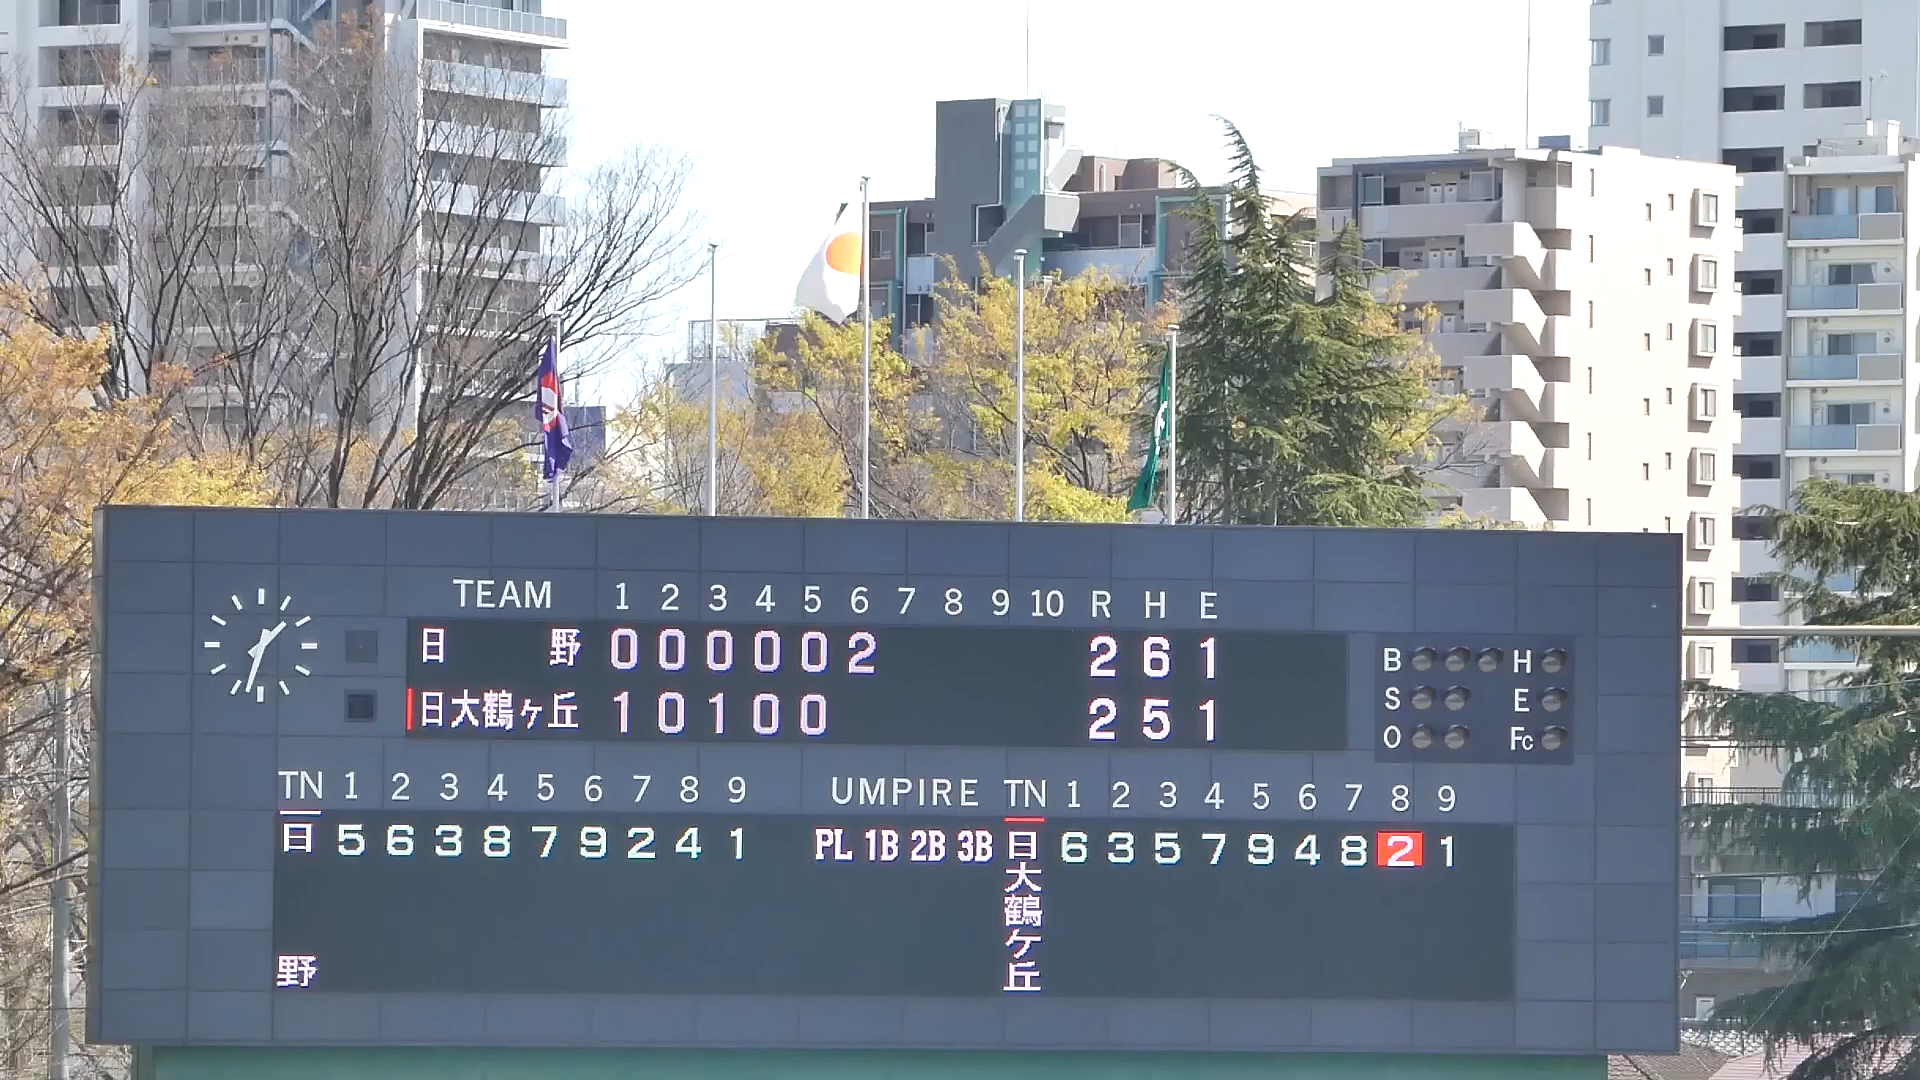 TEAM 1 2 3 4 5 6 7 8 9 10 R H E
日野 0 0 0 0 0 2 2 6 1
日大鶴ヶ丘 1 0 1 0 0 2 5 1
B H
S E
O Fc
TN 1 2 3 4 5 6 7 8 9 UMPIRE TN 1 2 3 4 5 6 7 8 9
日野 5 6 3 8 7 9 2 4 1 PL 1B 2B 3B 日大鶴ケ丘 6 3 5 7 9 4 8 2 1